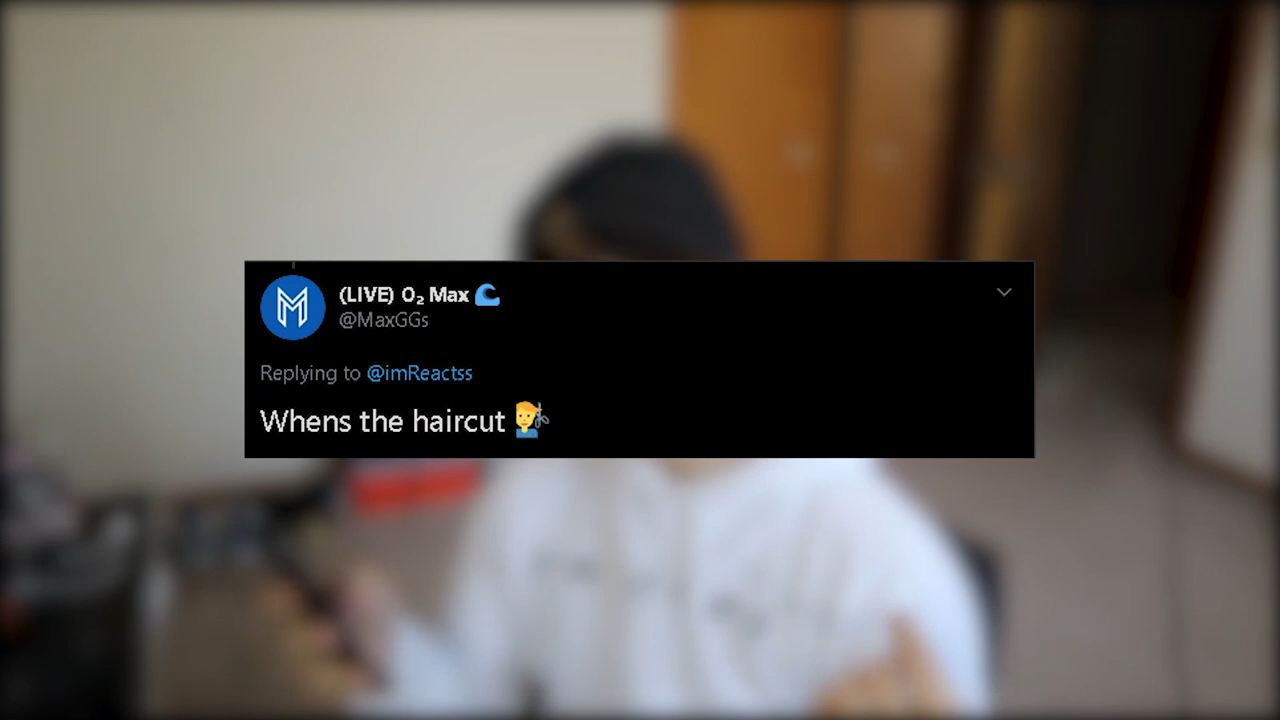 (LIVE) O₂ Max 🌊
@MaxGGs
Replying to @imReactss
Whens the haircut 💇‍♂️